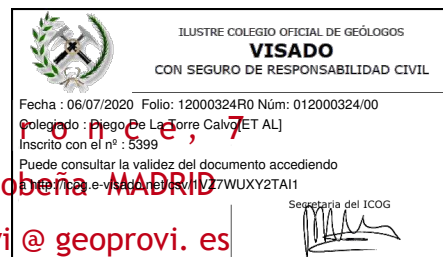 ILUSTRE COLEGIO OFICIAL DE GEÓLOGOS
VISADO
CON SEGURO DE RESPONSABILIDAD CIVIL
Fecha : 06/07/2020 Folio: 12000324R0 Núm: 012000324/00
Colegiado : Diego De La Torre Calvo[ET AL]
once, 7
Inscrito con el nº : 5399
Puede consultar la validez del documento accediendo
a http://icog.e-visado.net/csv/1VZ7WUXY2TAI1
obeña MADRID
Secretaria del ICOG
vi @ geoprovi. es